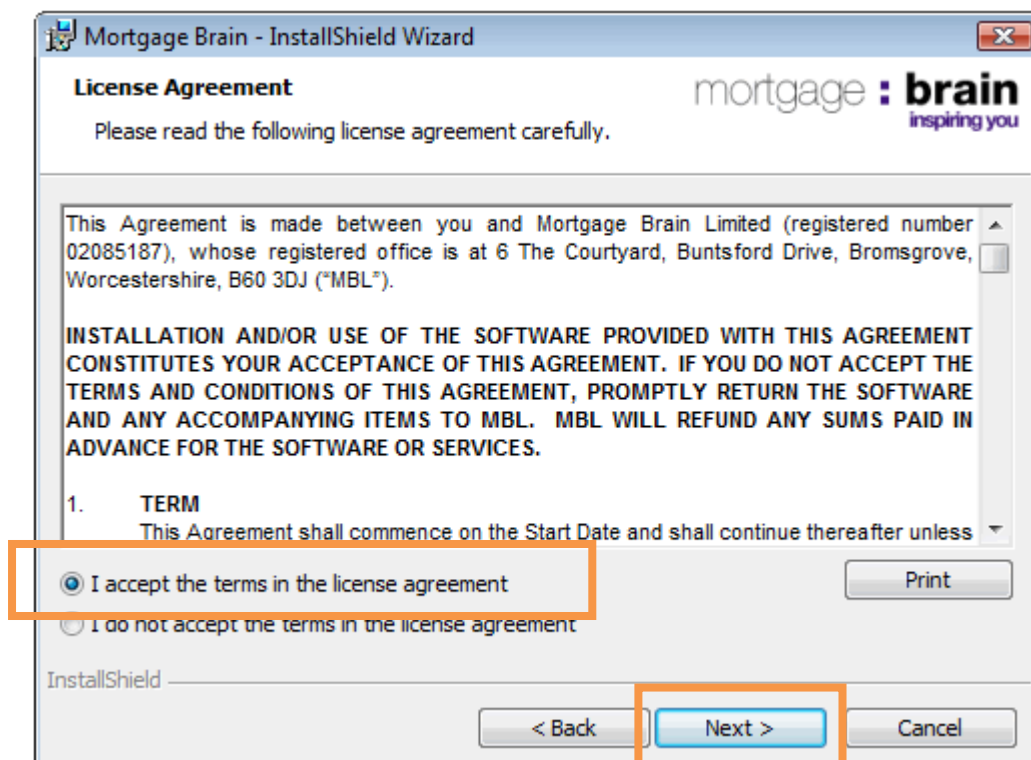 Mortgage Brain - InstallShield Wizard
License Agreement
mortgage : brain
inspiring you
Please read the following license agreement carefully.
This Agreement is made between you and Mortgage Brain Limited (registered number
02085187), whose registered office is at 6 The Courtyard, Buntsford Drive, Bromsgrove,
Worcestershire, B60 3DJ (“MBL”).
INSTALLATION AND/OR USE OF THE SOFTWARE PROVIDED WITH THIS AGREEMENT
CONSTITUTES YOUR ACCEPTANCE OF THIS AGREEMENT. IF YOU DO NOT ACCEPT THE
TERMS AND CONDITIONS OF THIS AGREEMENT, PROMPTLY RETURN THE SOFTWARE
AND ANY ACCOMPANYING ITEMS TO MBL. MBL WILL REFUND ANY SUMS PAID IN
ADVANCE FOR THE SOFTWARE OR SERVICES.
1. TERM
This Agreement shall commence on the Start Date and shall continue thereafter unless
I accept the terms in the license agreement
Print
I do not accept the terms in the license agreement
InstallShield
< Back
Next >
Cancel